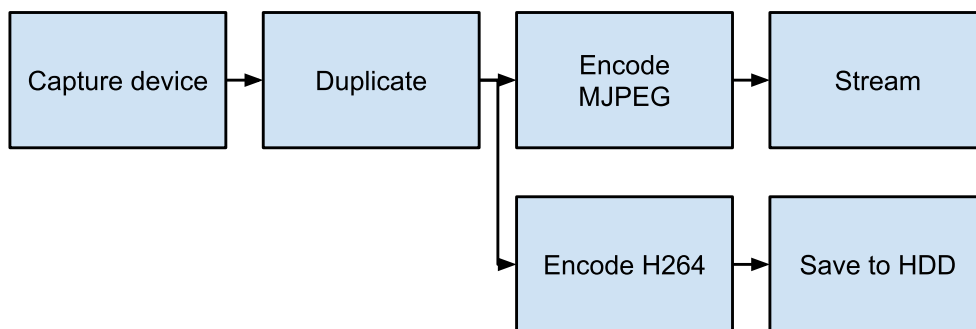 Capture device
Duplicate
Encode
MJPEG
Stream
Encode H264
Save to HDD